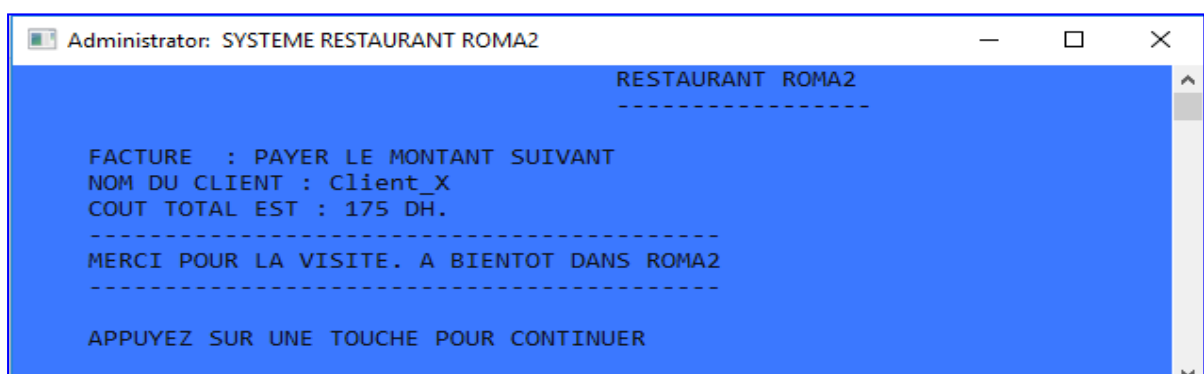 Administrator: SYSTEME RESTAURANT ROMA2
RESTAURANT ROMA2
-----------------
FACTURE : PAYER LE MONTANT SUIVANT
NOM DU CLIENT : Client_X
COUT TOTAL EST : 175 DH.
------------------------------------------
MERCI POUR LA VISITE. A BIENTOT DANS ROMA2
------------------------------------------
APPUYEZ SUR UNE TOUCHE POUR CONTINUER